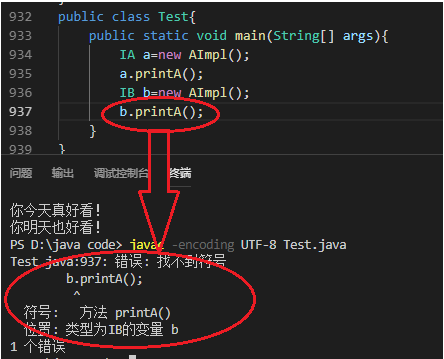 932 public class Test{
933 public static void main(String[] args){
934 IA a=new AImpl();
935 a.printA();
936 IB b=new AImpl();
937 b.printA();
938 }
939 }
问题 输出 调试控制台 终端
你今天真好看!
你明天也好看!
PS D:\java code> javac -encoding UTF-8 Test.java
Test.java:937: 错误: 找不到符号
b.printA();
^
符号: 方法 printA()
位置: 类型为IB的变量 b
1 个错误